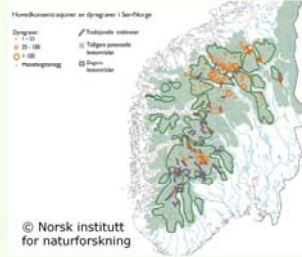 Hovedkonsentrasjoner av dyregraver i Sør-Norge
Dyregraver:
1 - 25
25 - 100
> 100
Massefangstanlegg
Tradisjonelle trekkveier
Tidligere potensielle
leveområder
Dagens
leveområder
© Norsk institutt
for naturforskning